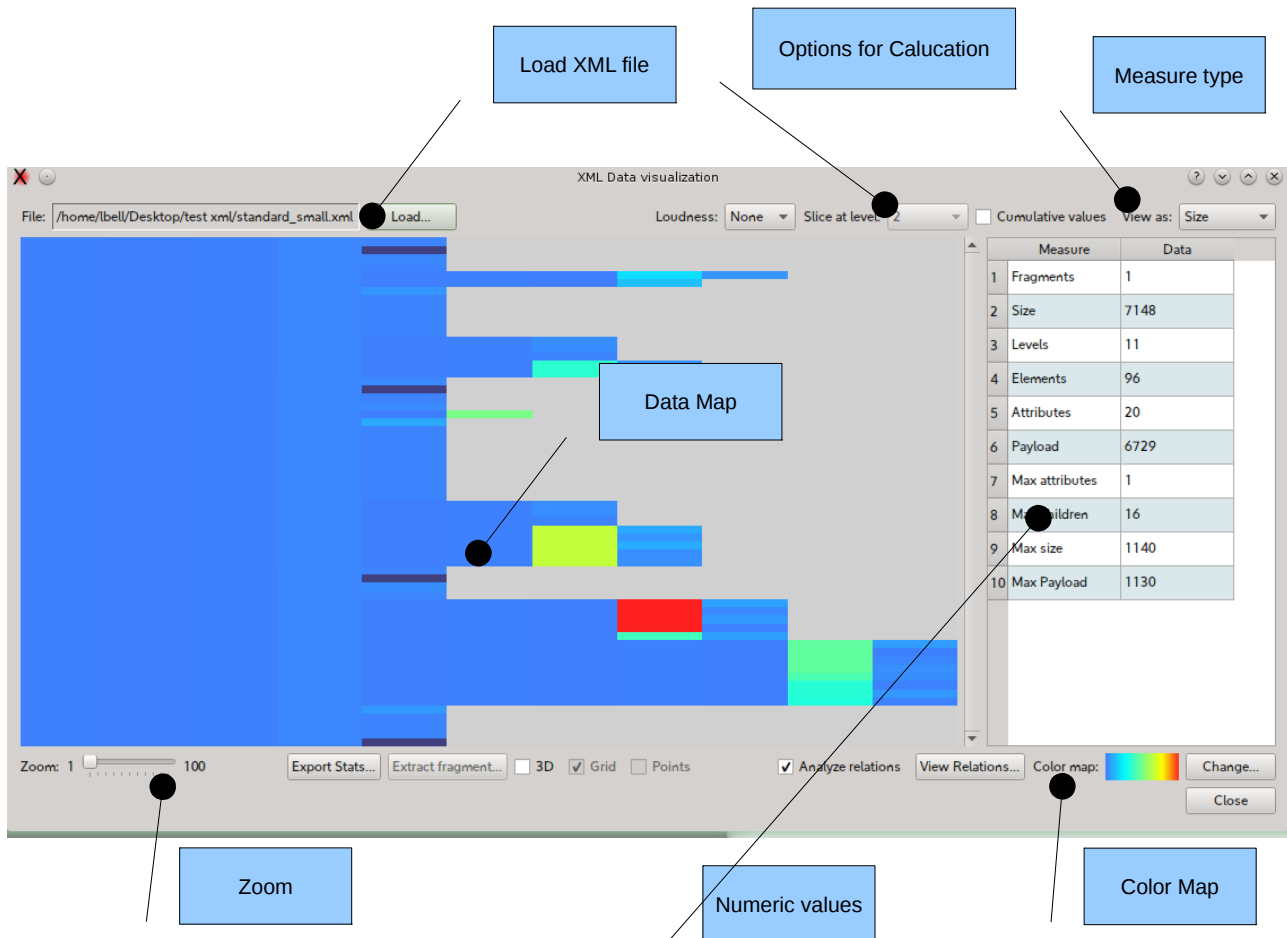 Load XML file
Options for Calucation
Measure type
XML Data visualization
File: /home/lbell/Desktop/test xml/standard_small.xml Load... Loudness: None Slice at level: 2 Cumulative values View as: Size
Measure Data
1 Fragments 1
2 Size 7148
3 Levels 11
4 Elements 96
5 Attributes 20
6 Payload 6729
7 Max attributes 1
8 Max children 16
9 Max size 1140
10 Max Payload 1130
Data Map
Zoom: 1 100 Export Stats... Extract fragment... 3D Grid Points Analyze relations View Relations... Color map: Change...
Close
Zoom
Numeric values
Color Map